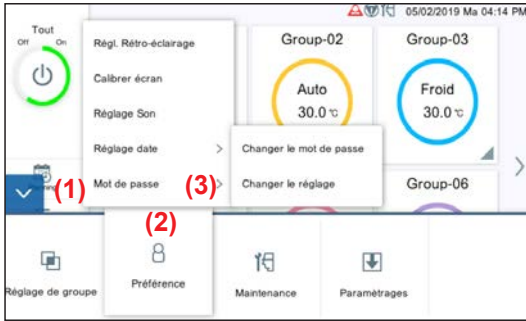 05/02/2019 Ma 04:14 PM
Tout
Off On
Régl. Rétro-éclairage
Calibrer écran
Réglage Son
Réglage date >
Mot de passe (3) >
Changer le mot de passe
Changer le réglage
Group-02
Auto
30.0 °C
Group-03
Froid
30.0 °C
Group-06
(1)
(2)
Réglage de groupe
Préférence
Maintenance
Paramétrages